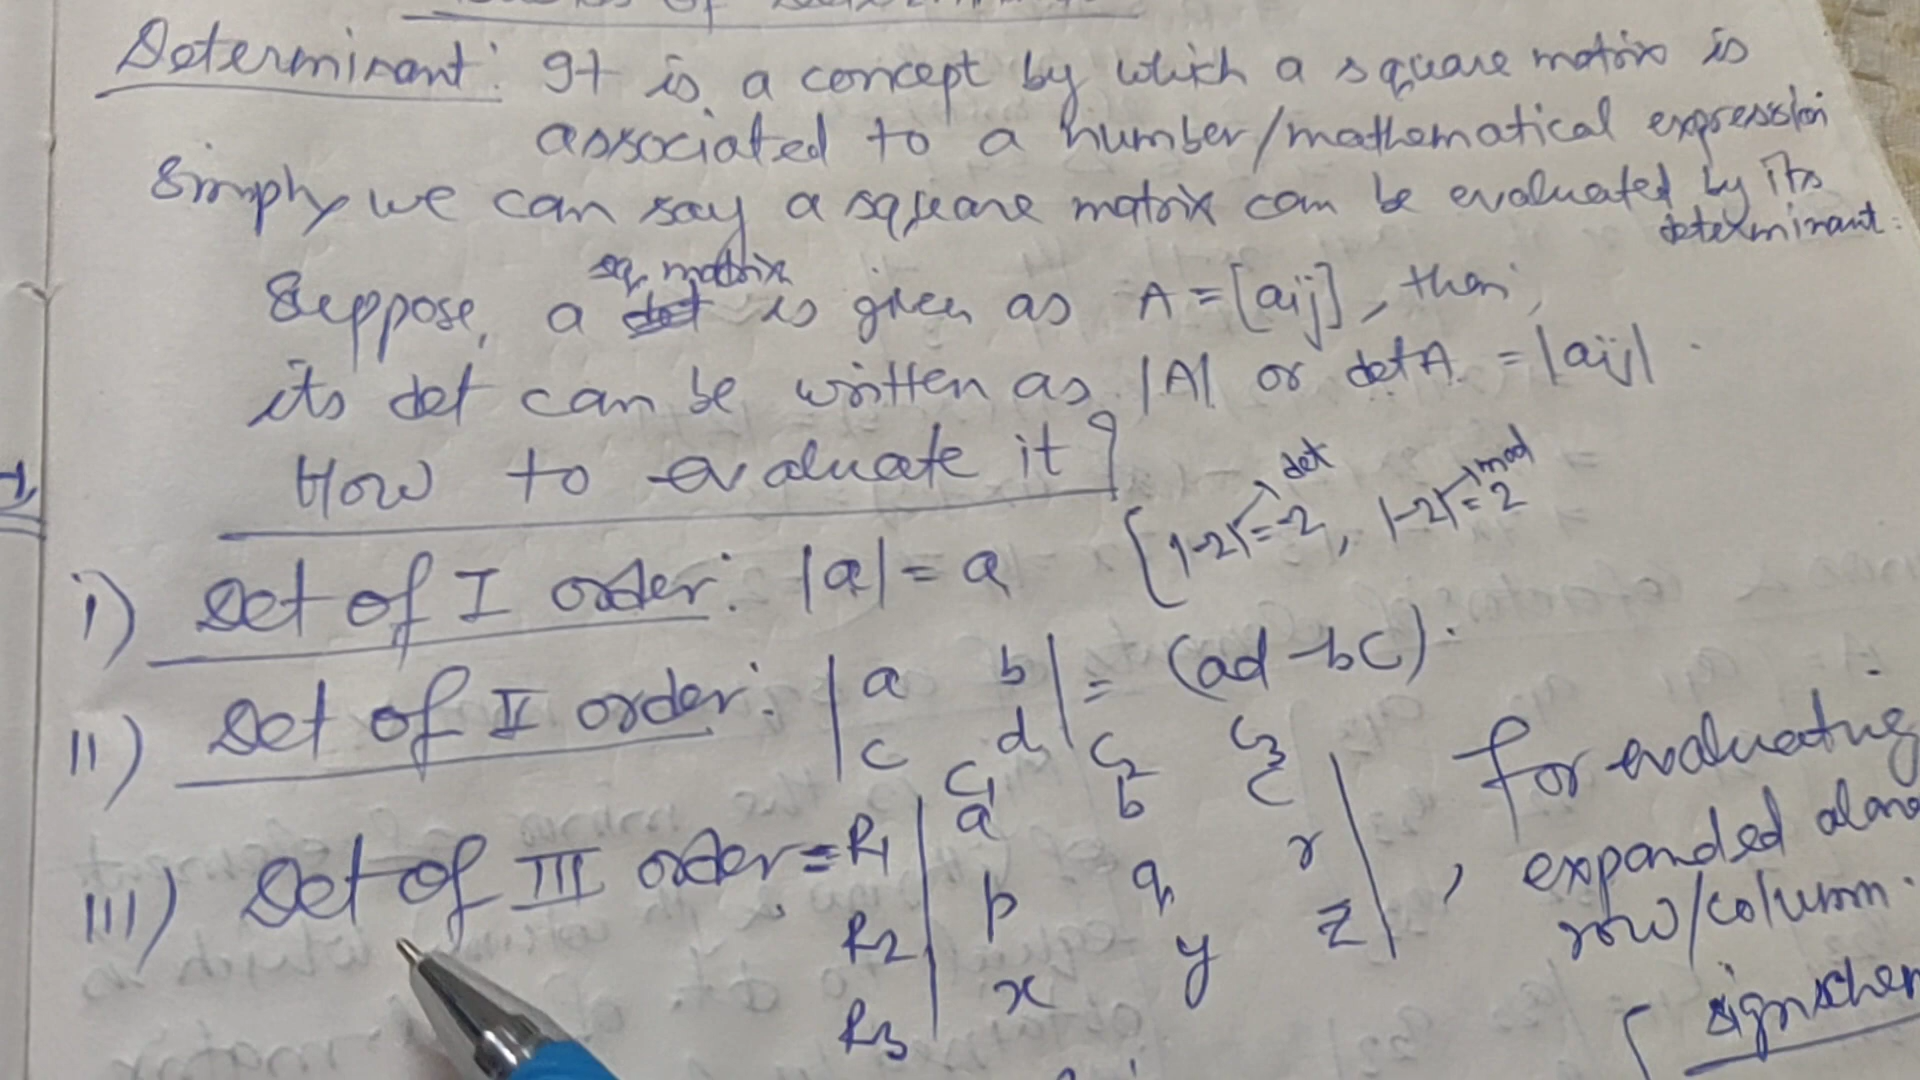 Determinant: It is a concept by which a square matrix is
associated to a number/mathematical expression
Simply we can say a square matrix can be evaluated by its
determinant.
sq. matrix
Suppose, a is given as A = [aij], then,
its det can be written as |A| or det A = |aij|.
How to evaluate it?
det mod
i) Det of I order: |a| = a [|-2| = -2, |-2| = 2
ii) Det of II order: | a b | = (ad - bc).
c d
C1 C2 C3
iii) Det of III order = R1 | a b c | , for evaluating
R2 p q r expanded along
R3 x y z row/column.